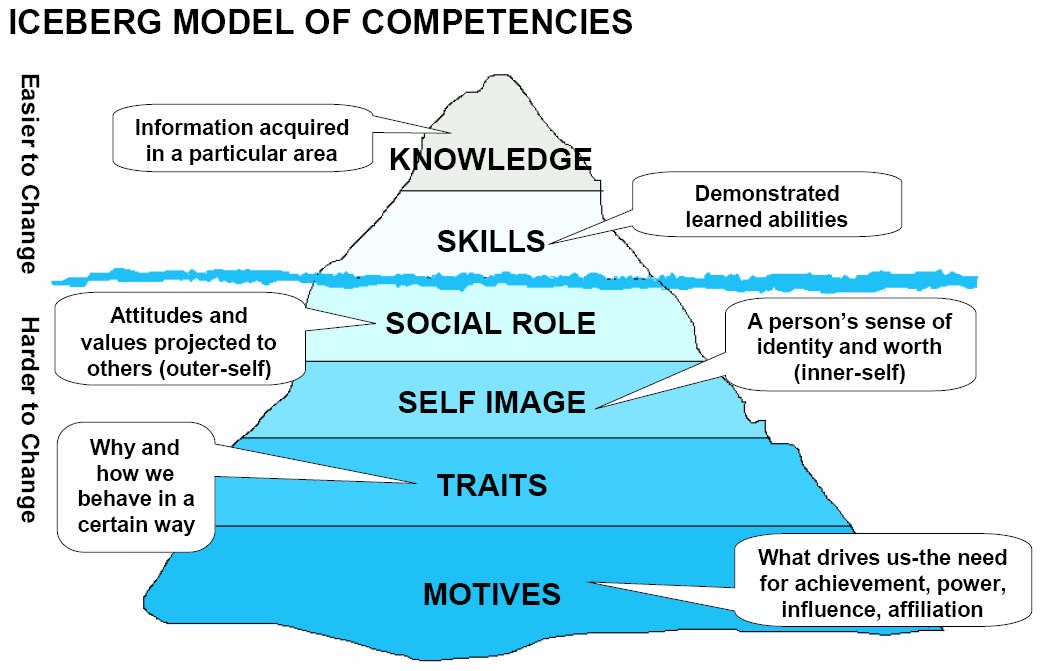 ICEBERG MODEL OF COMPETENCIES
Easier to Change
Information acquired
in a particular area
KNOWLEDGE
Demonstrated
learned abilities
SKILLS
Harder to Change
Attitudes and
values projected to
others (outer-self)
SOCIAL ROLE
A person’s sense of
identity and worth
(inner-self)
SELF IMAGE
Why and
how we
behave in a
certain way
TRAITS
What drives us-the need
for achievement, power,
influence, affiliation
MOTIVES